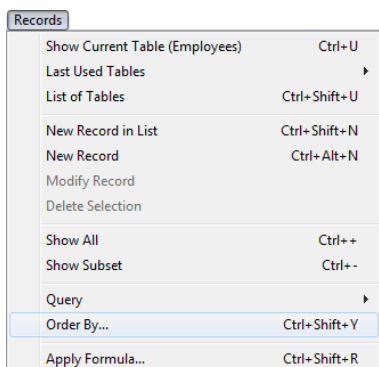 Records
Show Current Table (Employees) Ctrl+U
Last Used Tables
List of Tables Ctrl+Shift+U
New Record in List Ctrl+Shift+N
New Record Ctrl+Alt+N
Modify Record
Delete Selection
Show All Ctrl++
Show Subset Ctrl+-
Query
Order By... Ctrl+Shift+Y
Apply Formula... Ctrl+Shift+R